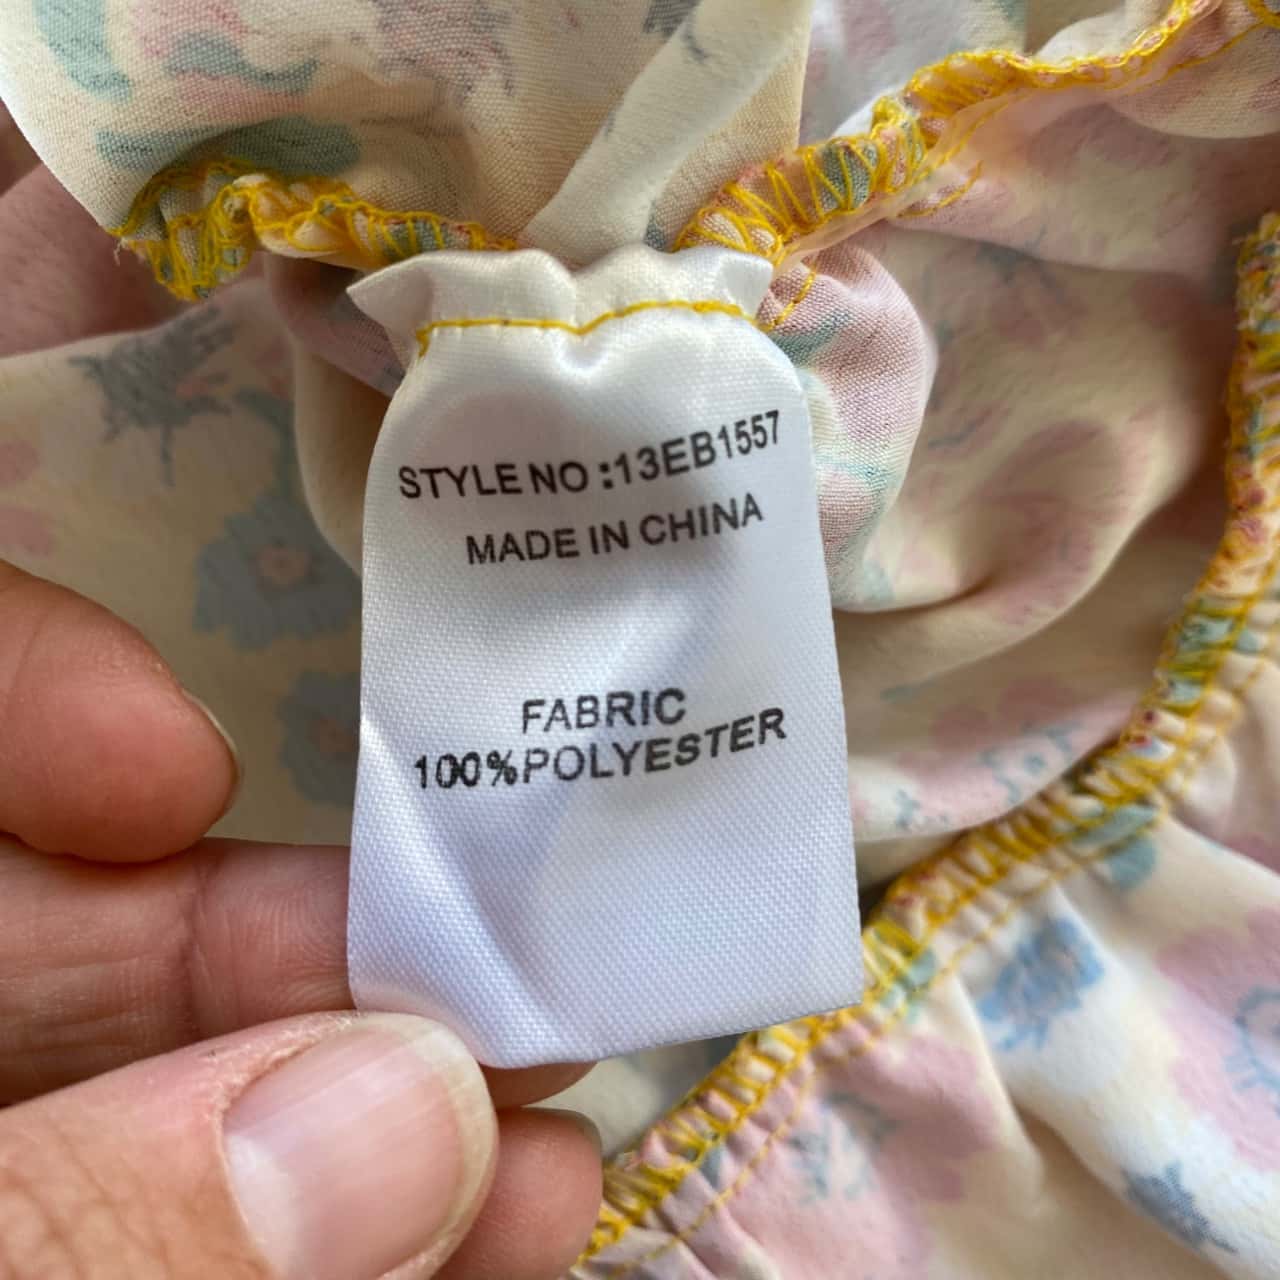 STYLE NO :13EB1557
MADE IN CHINA
FABRIC
100%POLYESTER